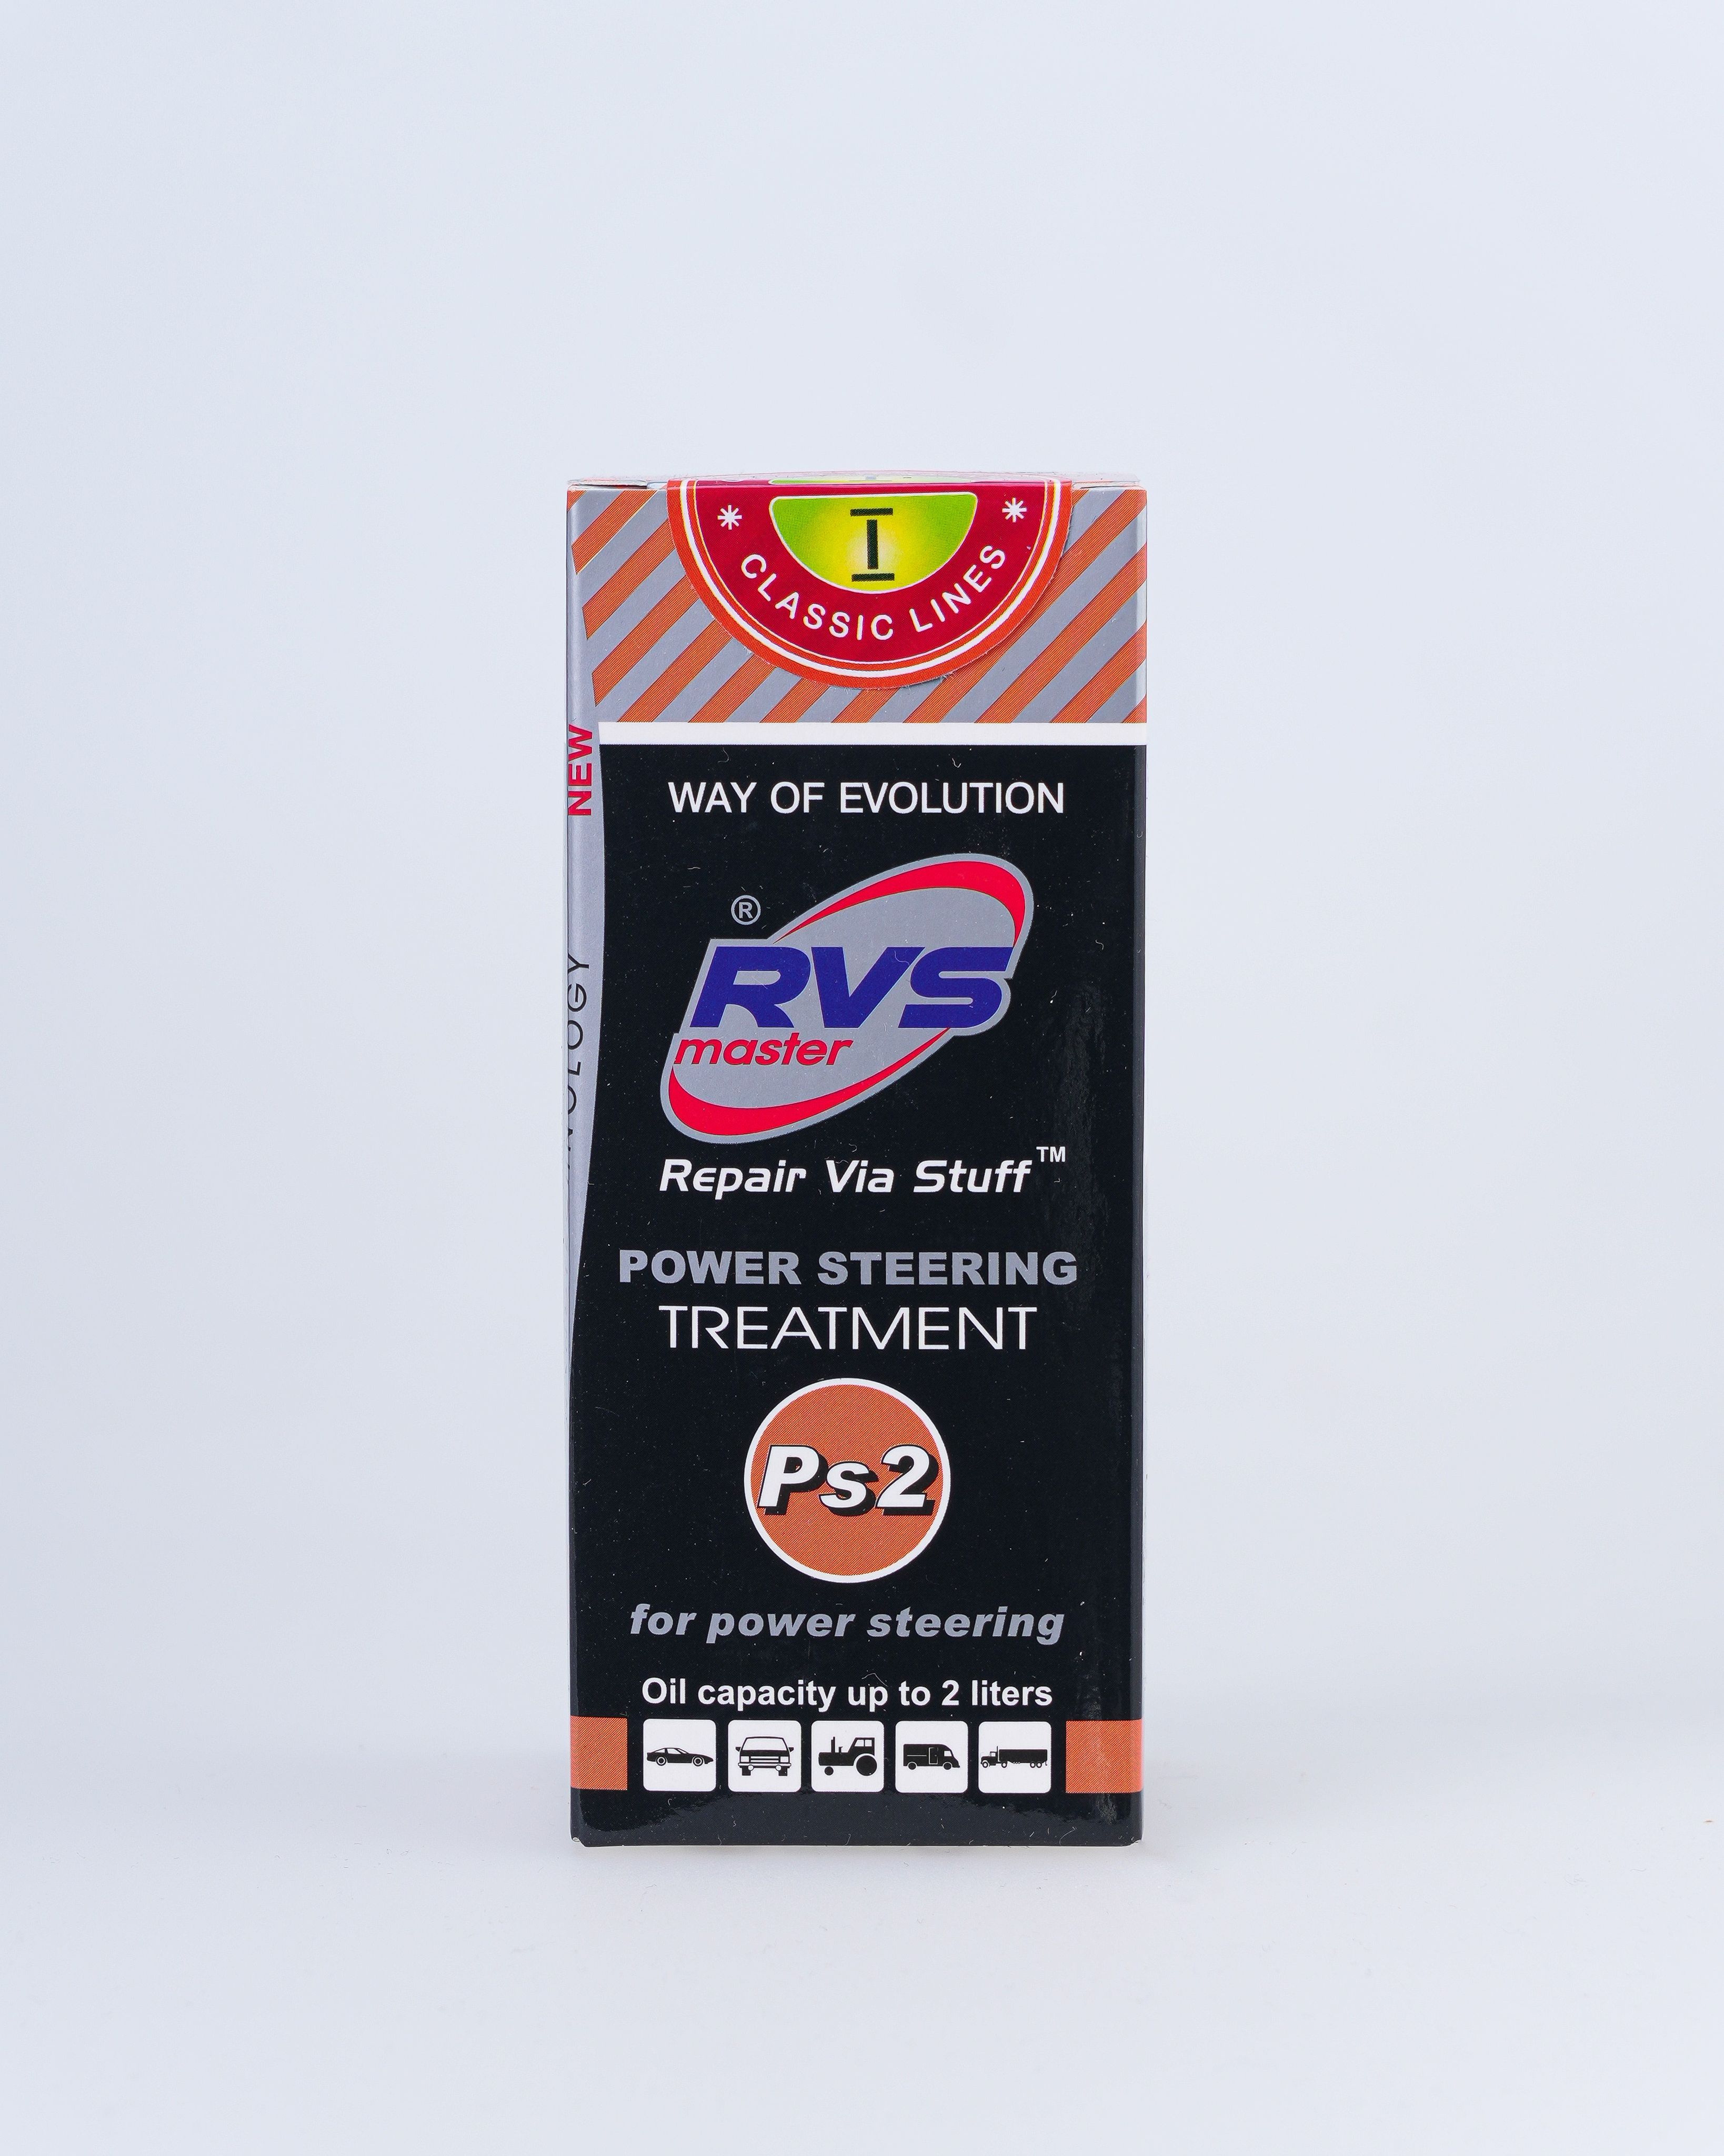 I
CLASSIC LINES
NEW
WAY OF EVOLUTION
®
RVS
master
Repair Via Stuff™
POWER STEERING
TREATMENT
Ps2
for power steering
Oil capacity up to 2 liters